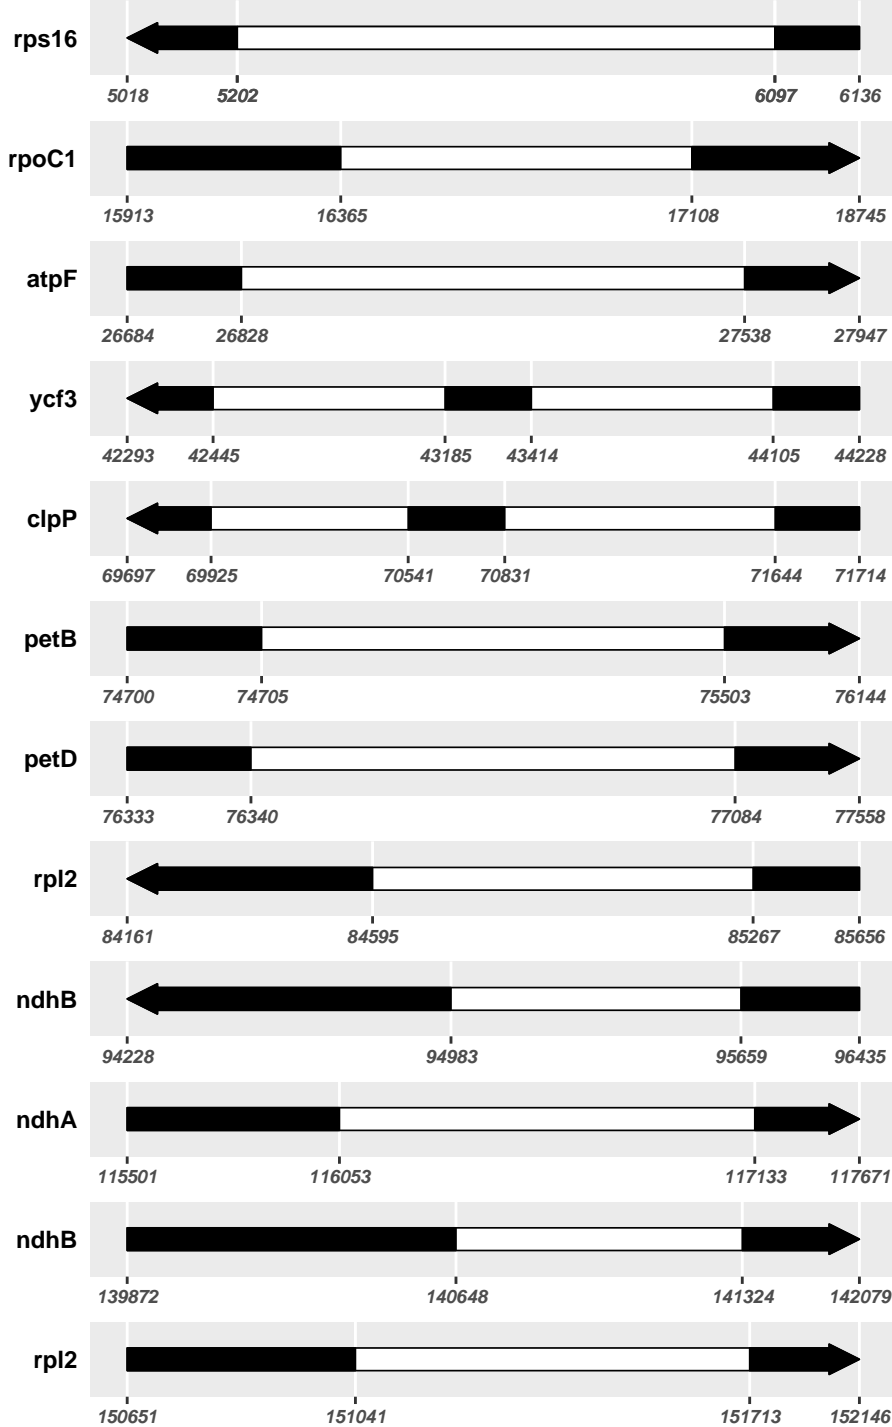 rps16
5018 5202 6097 6136
rpoC1
15913 16365 17108 18745
atpF
26684 26828 27538 27947
ycf3
42293 42445 43185 43414 44105 44228
clpP
69697 69925 70541 70831 71644 71714
petB
74700 74705 75503 76144
petD
76333 76340 77084 77558
rpl2
84161 84595 85267 85656
ndhB
94228 94983 95659 96435
ndhA
115501 116053 117133 117671
ndhB
139872 140648 141324 142079
rpl2
150651 151041 151713 152146